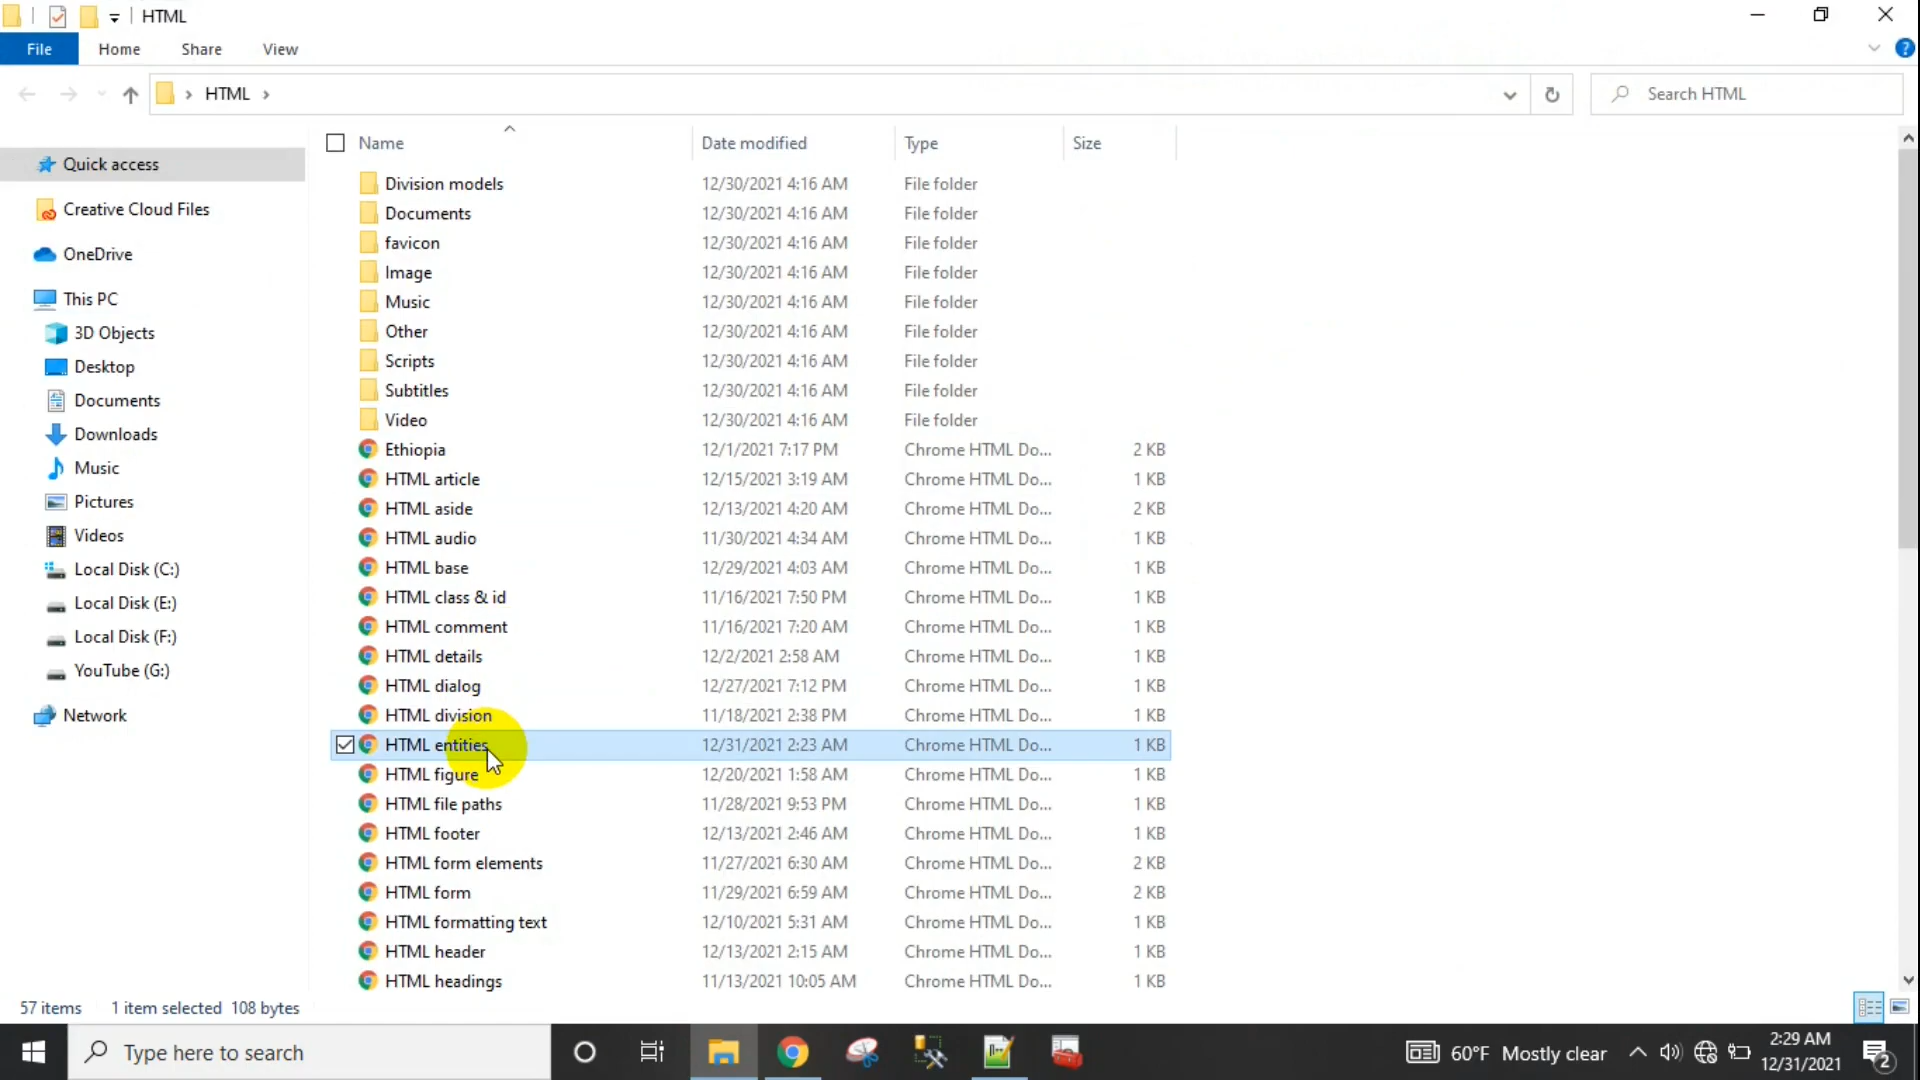 HTML
File Home Share View
HTML
Search HTML
Name Date modified Type Size
Quick access
Creative Cloud Files
OneDrive
This PC
3D Objects
Desktop
Documents
Downloads
Music
Pictures
Videos
Local Disk (C:)
Local Disk (E:)
Local Disk (F:)
YouTube (G:)
Network
Division models 12/30/2021 4:16 AM File folder
Documents 12/30/2021 4:16 AM File folder
favicon 12/30/2021 4:16 AM File folder
Image 12/30/2021 4:16 AM File folder
Music 12/30/2021 4:16 AM File folder
Other 12/30/2021 4:16 AM File folder
Scripts 12/30/2021 4:16 AM File folder
Subtitles 12/30/2021 4:16 AM File folder
Video 12/30/2021 4:16 AM File folder
Ethiopia 12/1/2021 7:17 PM Chrome HTML Do... 2 KB
HTML article 12/15/2021 3:19 AM Chrome HTML Do... 1 KB
HTML aside 12/13/2021 4:20 AM Chrome HTML Do... 2 KB
HTML audio 11/30/2021 4:34 AM Chrome HTML Do... 1 KB
HTML base 12/29/2021 4:03 AM Chrome HTML Do... 1 KB
HTML class & id 11/16/2021 7:50 PM Chrome HTML Do... 1 KB
HTML comment 11/16/2021 7:20 AM Chrome HTML Do... 1 KB
HTML details 12/2/2021 2:58 AM Chrome HTML Do... 1 KB
HTML dialog 12/27/2021 7:12 PM Chrome HTML Do... 1 KB
HTML division 11/18/2021 2:38 PM Chrome HTML Do... 1 KB
HTML entities 12/31/2021 2:23 AM Chrome HTML Do... 1 KB
HTML figure 12/20/2021 1:58 AM Chrome HTML Do... 1 KB
HTML file paths 11/28/2021 9:53 PM Chrome HTML Do... 1 KB
HTML footer 12/13/2021 2:46 AM Chrome HTML Do... 1 KB
HTML form elements 11/27/2021 6:30 AM Chrome HTML Do... 2 KB
HTML form 11/29/2021 6:59 AM Chrome HTML Do... 2 KB
HTML formatting text 12/10/2021 5:31 AM Chrome HTML Do... 1 KB
HTML header 12/13/2021 2:15 AM Chrome HTML Do... 1 KB
HTML headings 11/13/2021 10:05 AM Chrome HTML Do... 1 KB
57 items 1 item selected 108 bytes
Type here to search
60°F Mostly clear
2:29 AM
12/31/2021
2